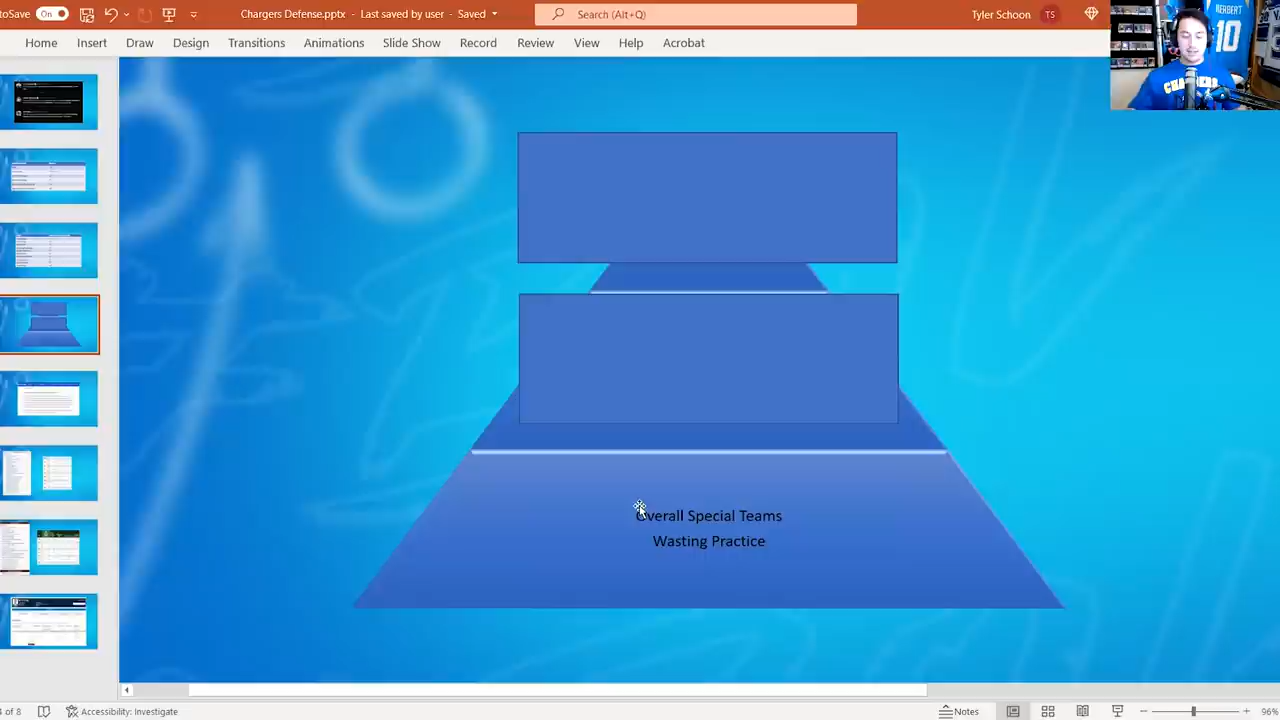 toSave
On
Chargers Defense.pptx - Last saved by user - Saved
Search (Alt+Q)
Tyler Schoon
TS
Home
Insert
Draw
Design
Transitions
Animations
Slide Show
Record
Review
View
Help
Acrobat
HERBERT
10
Overall Special Teams
Wasting Practice
of 8
Accessibility: Investigate
Notes
96%